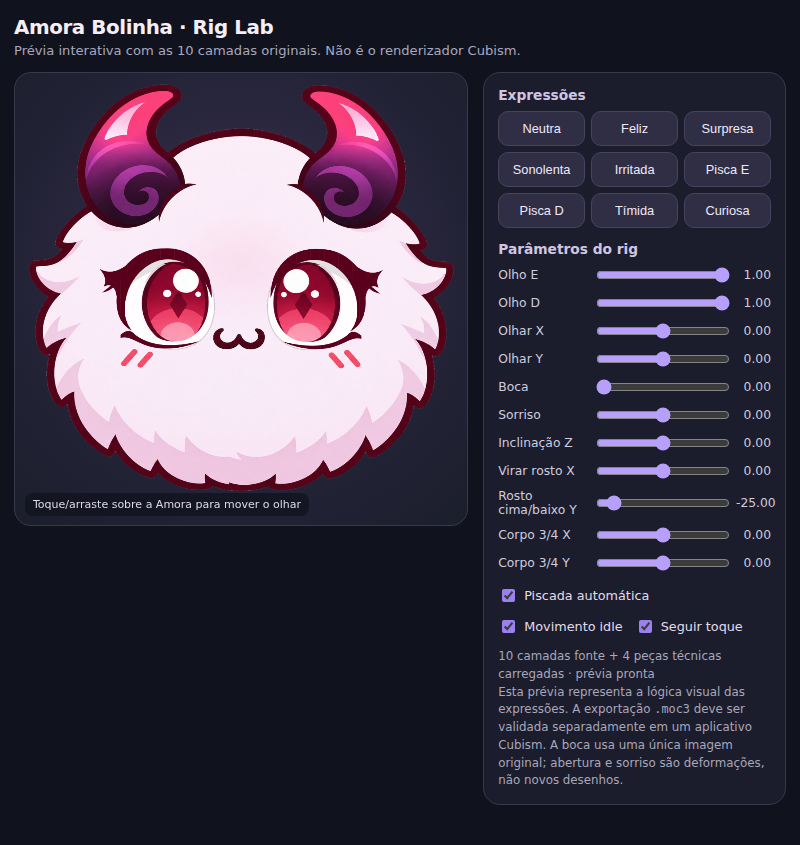 Amora Bolinha · Rig Lab
Prévia interativa com as 10 camadas originais. Não é o renderizador Cubism.
Toque/arraste sobre a Amora para mover o olhar
Expressões
Neutra
Feliz
Surpresa
Sonolenta
Irritada
Pisca E
Pisca D
Tímida
Curiosa
Parâmetros do rig
Olho E 1.00
Olho D 1.00
Olhar X 0.00
Olhar Y 0.00
Boca 0.00
Sorriso 0.00
Inclinação Z 0.00
Virar rosto X 0.00
Rosto
cima/baixo Y -25.00
Corpo 3/4 X 0.00
Corpo 3/4 Y 0.00
Piscada automática
Movimento idle
Seguir toque
10 camadas fonte + 4 peças técnicas
carregadas · prévia pronta
Esta prévia representa a lógica visual das
expressões. A exportação .moc3 deve ser
validada separadamente em um aplicativo
Cubism. A boca usa uma única imagem
original; abertura e sorriso são deformações,
não novos desenhos.